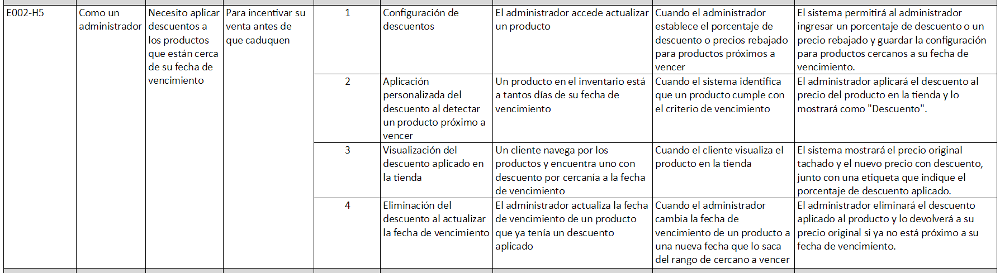 E002-H5
Como un
administrador
Necesito aplicar
descuentos a
los productos
que están cerca
de su fecha de
vencimiento
Para incentivar su
venta antes de
que caduquen
1
Configuración de
descuentos
El administrador accede actualizar
un producto
Cuando el administrador
establece el porcentaje de
descuento o precios rebajado
para productos próximos a
vencer
El sistema permitirá al administrador
ingresar un porcentaje de descuento o un
precio rebajado y guardar la configuración
para productos cercanos a su fecha de
vencimiento.
2
Aplicación
personalizada del
descuento al detectar
un producto próximo a
vencer
Un producto en el inventario está
a tantos días de su fecha de
vencimiento
Cuando el sistema identifica
que un producto cumple con
el criterio de vencimiento
El administrador aplicará el descuento al
precio del producto en la tienda y lo
mostrará como "Descuento".
3
Visualización del
descuento aplicado en
la tienda
Un cliente navega por los
productos y encuentra uno con
descuento por cercanía a la fecha
de vencimiento
Cuando el cliente visualiza el
producto en la tienda
El sistema mostrará el precio original
tachado y el nuevo precio con descuento,
junto con una etiqueta que indique el
porcentaje de descuento aplicado.
4
Eliminación del
descuento al actualizar
la fecha de vencimiento
El administrador actualiza la fecha
de vencimiento de un producto
que ya tenía un descuento
aplicado
Cuando el administrador
cambia la fecha de
vencimiento de un producto a
una nueva fecha que lo saca
del rango de cercano a vencer
El administrador eliminará el descuento
aplicado al producto y lo devolverá a su
precio original si ya no está próximo a su
fecha de vencimiento.